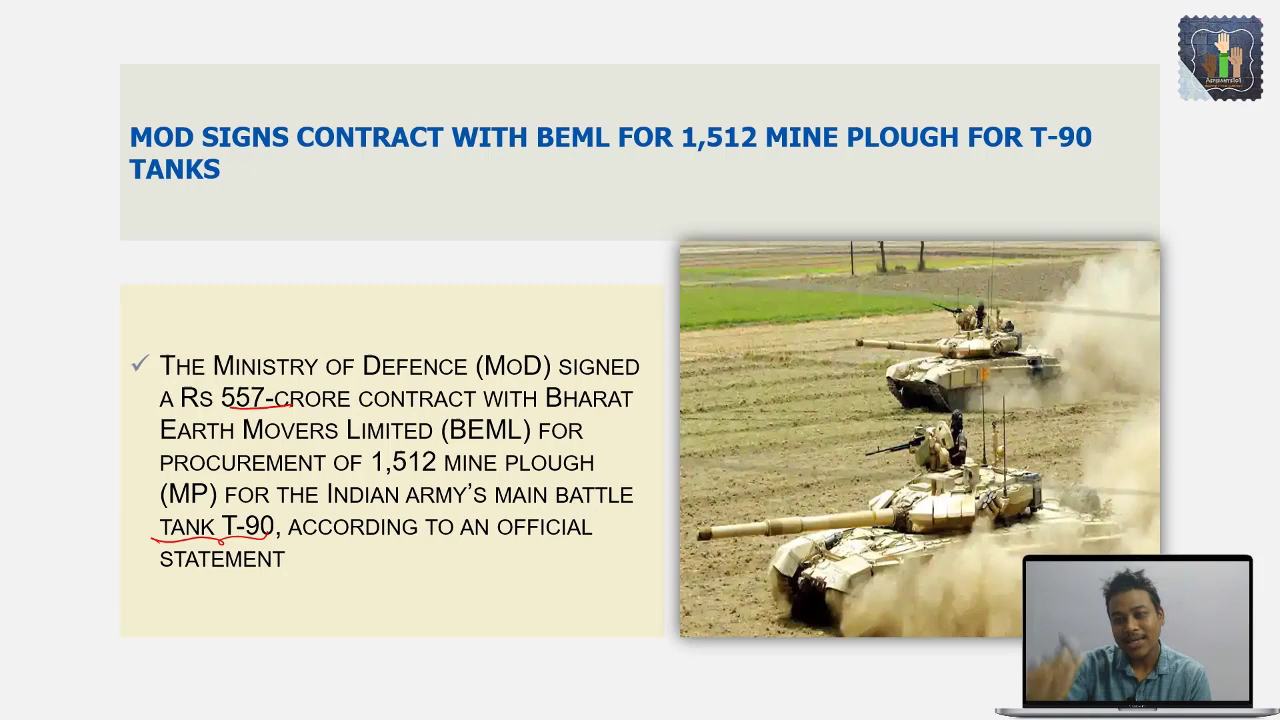 MOD SIGNS CONTRACT WITH BEML FOR 1,512 MINE PLOUGH FOR T-90
TANKS
THE MINISTRY OF DEFENCE (MOD) SIGNED
A RS 557-CRORE CONTRACT WITH BHARAT
EARTH MOVERS LIMITED (BEML) FOR
PROCUREMENT OF 1,512 MINE PLOUGH
(MP) FOR THE INDIAN ARMY’S MAIN BATTLE
TANK T-90, ACCORDING TO AN OFFICIAL
STATEMENT